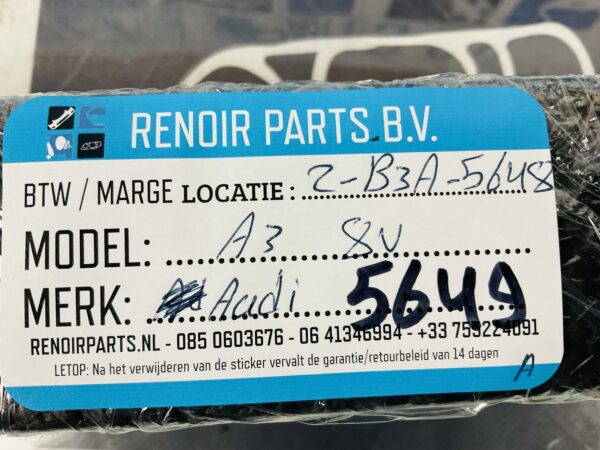 RENOIR PARTS B.V.
BTW / MARGE LOCATIE : 2-B3A-5648
MODEL: A3 8V
MERK: Audi 5649
RENOIRPARTS.NL - 085 0603676 - 06 41346994 - +33 759224091
LETOP: Na het verwijderen van de sticker vervalt de garantie/retourbeleid van 14 dagen
A